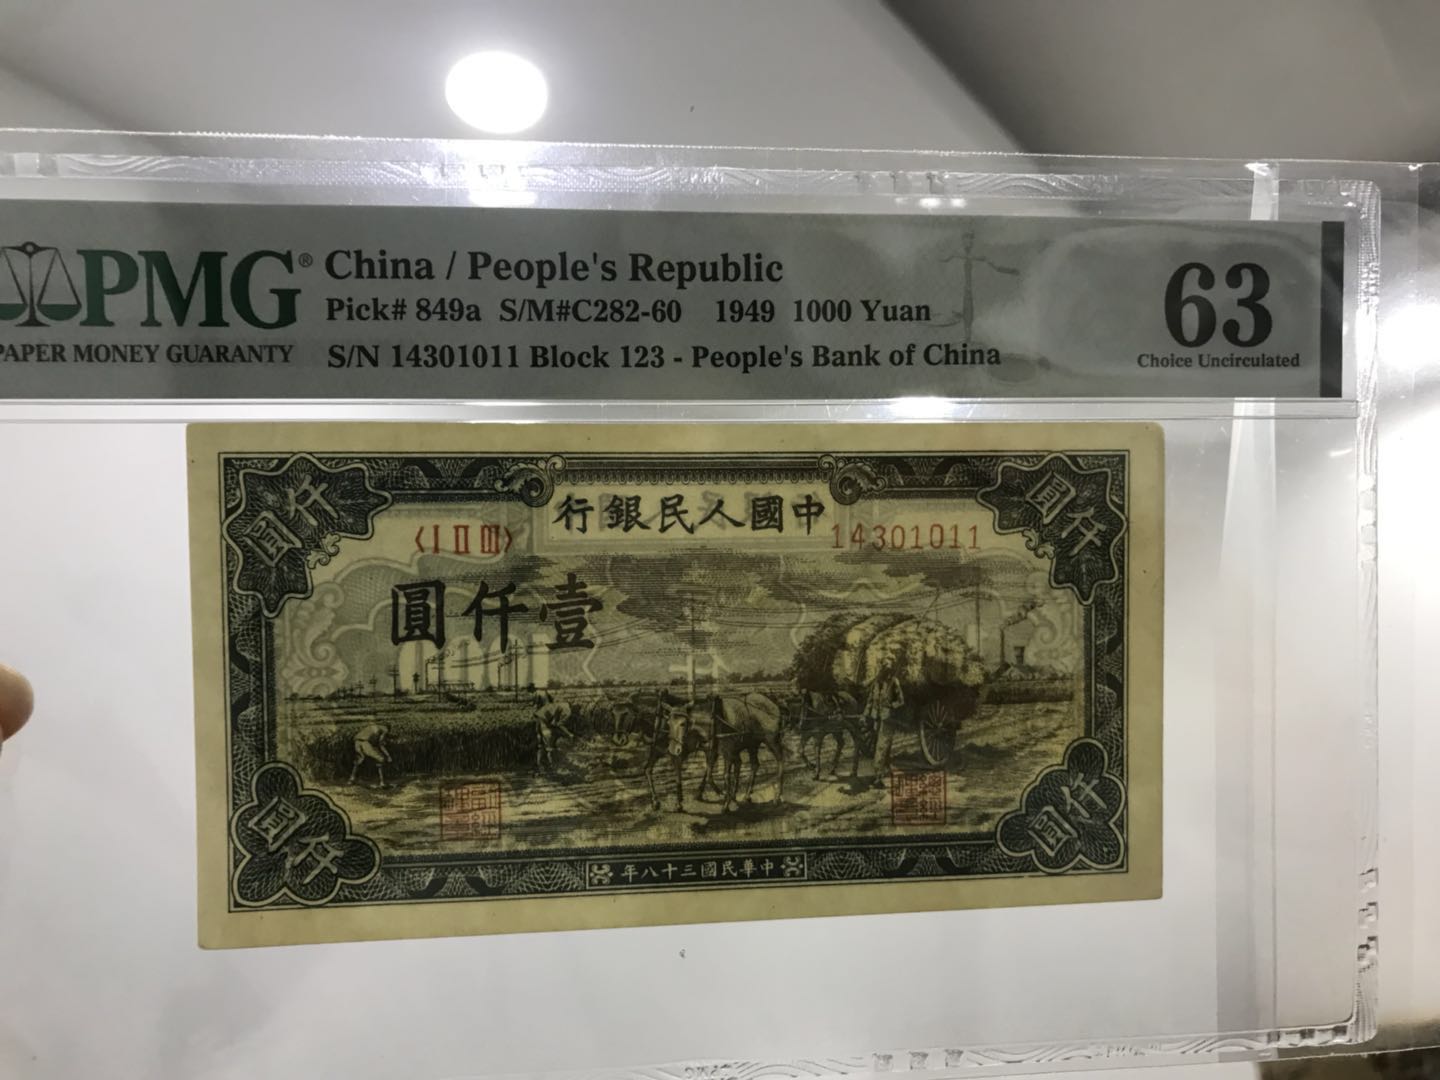 PMG® China / People's Republic
Pick# 849a S/M#C282-60 1949 1000 Yuan
63
PAPER MONEY GUARANTY
S/N 14301011 Block 123 - People's Bank of China
Choice Uncirculated
仟圓
圓仟
行銀民人國中
〈I II III〉
14301011
圓仟壹
圓仟
年八十三國民華中
仟圓